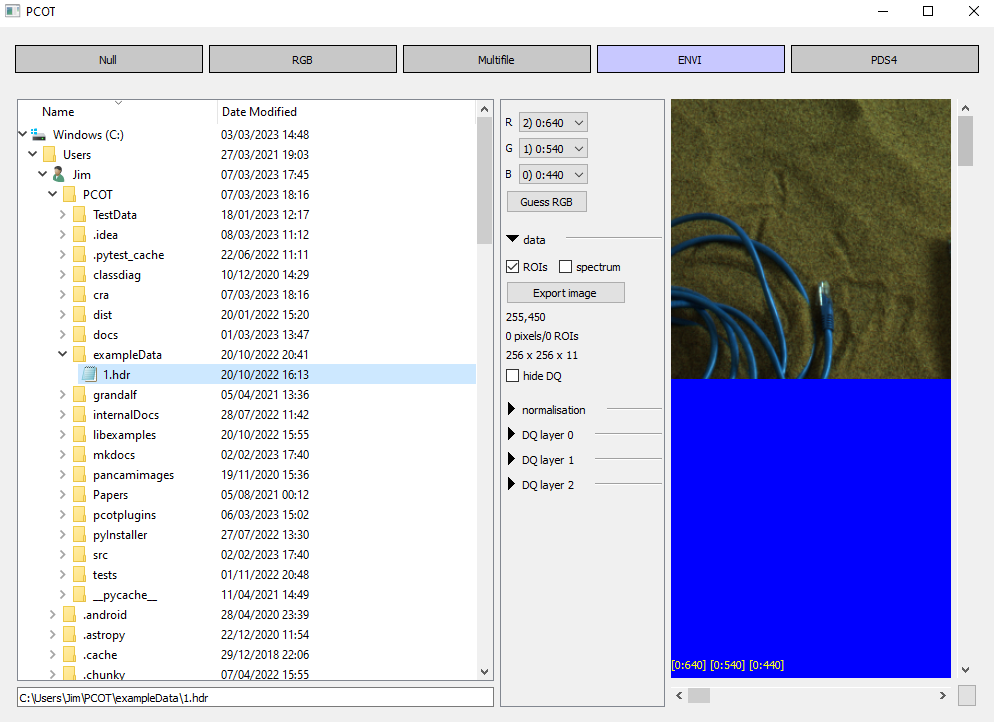 PCOT
Null RGB Multifile ENVI PDS4
Name Date Modified
Windows (C:) 03/03/2023 14:48
Users 27/03/2021 19:03
Jim 07/03/2023 17:45
PCOT 07/03/2023 18:16
TestData 18/01/2023 12:17
.idea 08/03/2023 11:12
.pytest_cache 22/06/2022 11:11
classdiag 10/12/2020 14:29
cra 07/03/2023 18:16
dist 20/01/2022 15:20
docs 01/03/2023 13:47
exampleData 20/10/2022 20:41
1.hdr 20/10/2022 16:13
grandalf 05/04/2021 13:36
internalDocs 28/07/2022 11:42
libexamples 20/10/2022 15:55
mkdocs 02/02/2023 17:40
pancamimages 19/11/2020 15:36
Papers 05/08/2021 00:12
pcotplugins 06/03/2023 15:02
pyInstaller 27/07/2022 13:30
src 02/02/2023 17:40
tests 01/11/2022 20:48
__pycache__ 11/04/2021 14:49
.android 28/04/2020 23:39
.astropy 22/12/2020 11:54
.cache 29/12/2018 22:06
.chunky 07/04/2022 15:55
C:\Users\Jim\PCOT\exampleData\1.hdr
R 2) 0:640
G 1) 0:540
B 0) 0:440
Guess RGB
data
ROIs spectrum
Export image
255,450
0 pixels/0 ROIs
256 x 256 x 11
hide DQ
normalisation
DQ layer 0
DQ layer 1
DQ layer 2
[0:640] [0:540] [0:440]